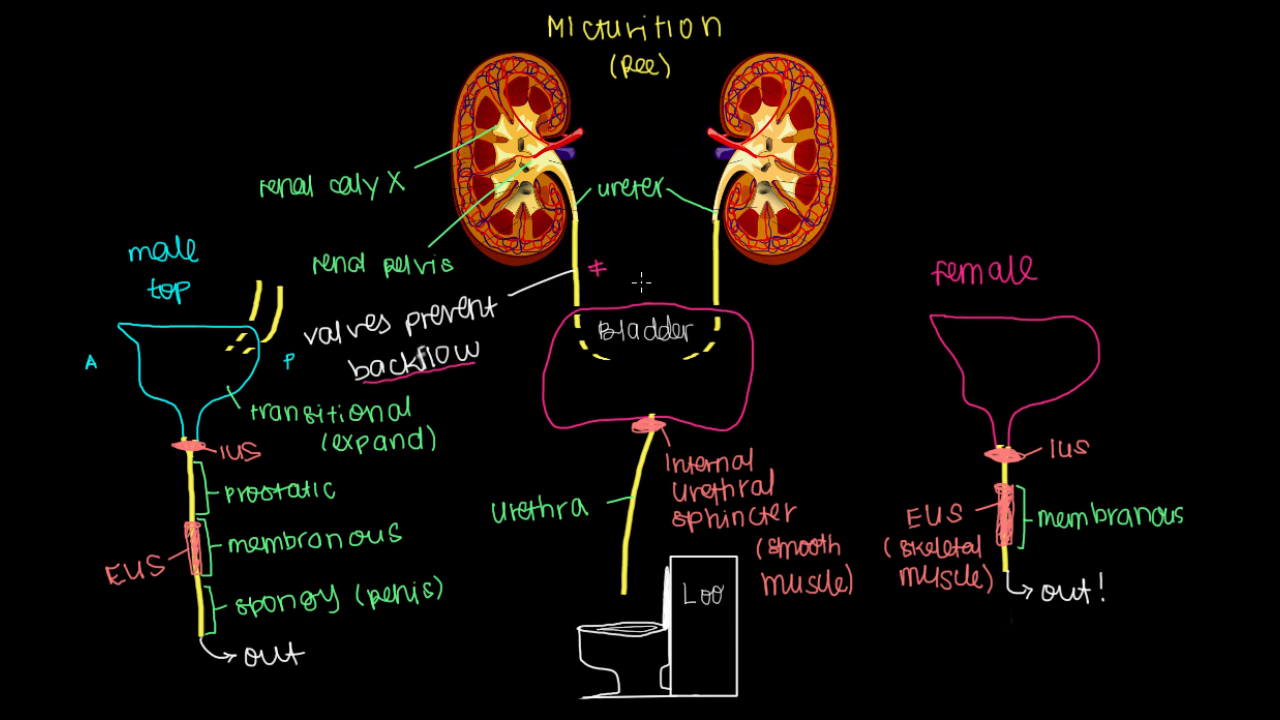 Micturition
(Pee)
renal calyx
ureter
renal pelvis
male
top
valves prevent
backflow
A
P
Bladder
female
transitional
(expand)
IUS
prostatic
membranous
EUS
spongy (penis)
out
urethra
Internal
urethral
sphincter
(smooth
muscle)
Loo
IUS
EUS
(skeletal
muscle)
membranous
out!